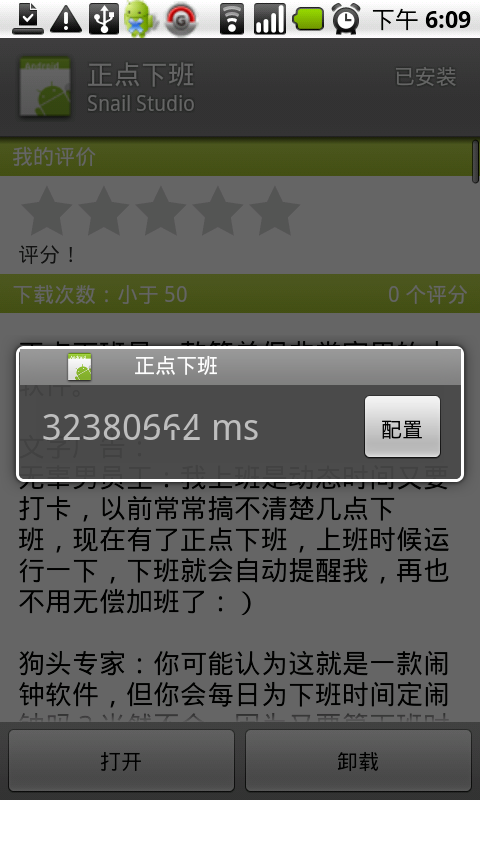 下午 6:09
正点下班
Snail Studio
已安装
我的评价
评分！
下载次数：小于 50
0 个评分
正点下班
32380664 ms
配置
文字广告：
无辜男员工：我上班是动态时间又要
打卡，以前常常搞不清楚几点下
班，现在有了正点下班，上班时候运
行一下，下班就会自动提醒我，再也
不用无偿加班了：）
狗头专家：你可能认为这就是一款闹
钟软件，但你会每日为下班时间定闹
打开
卸载